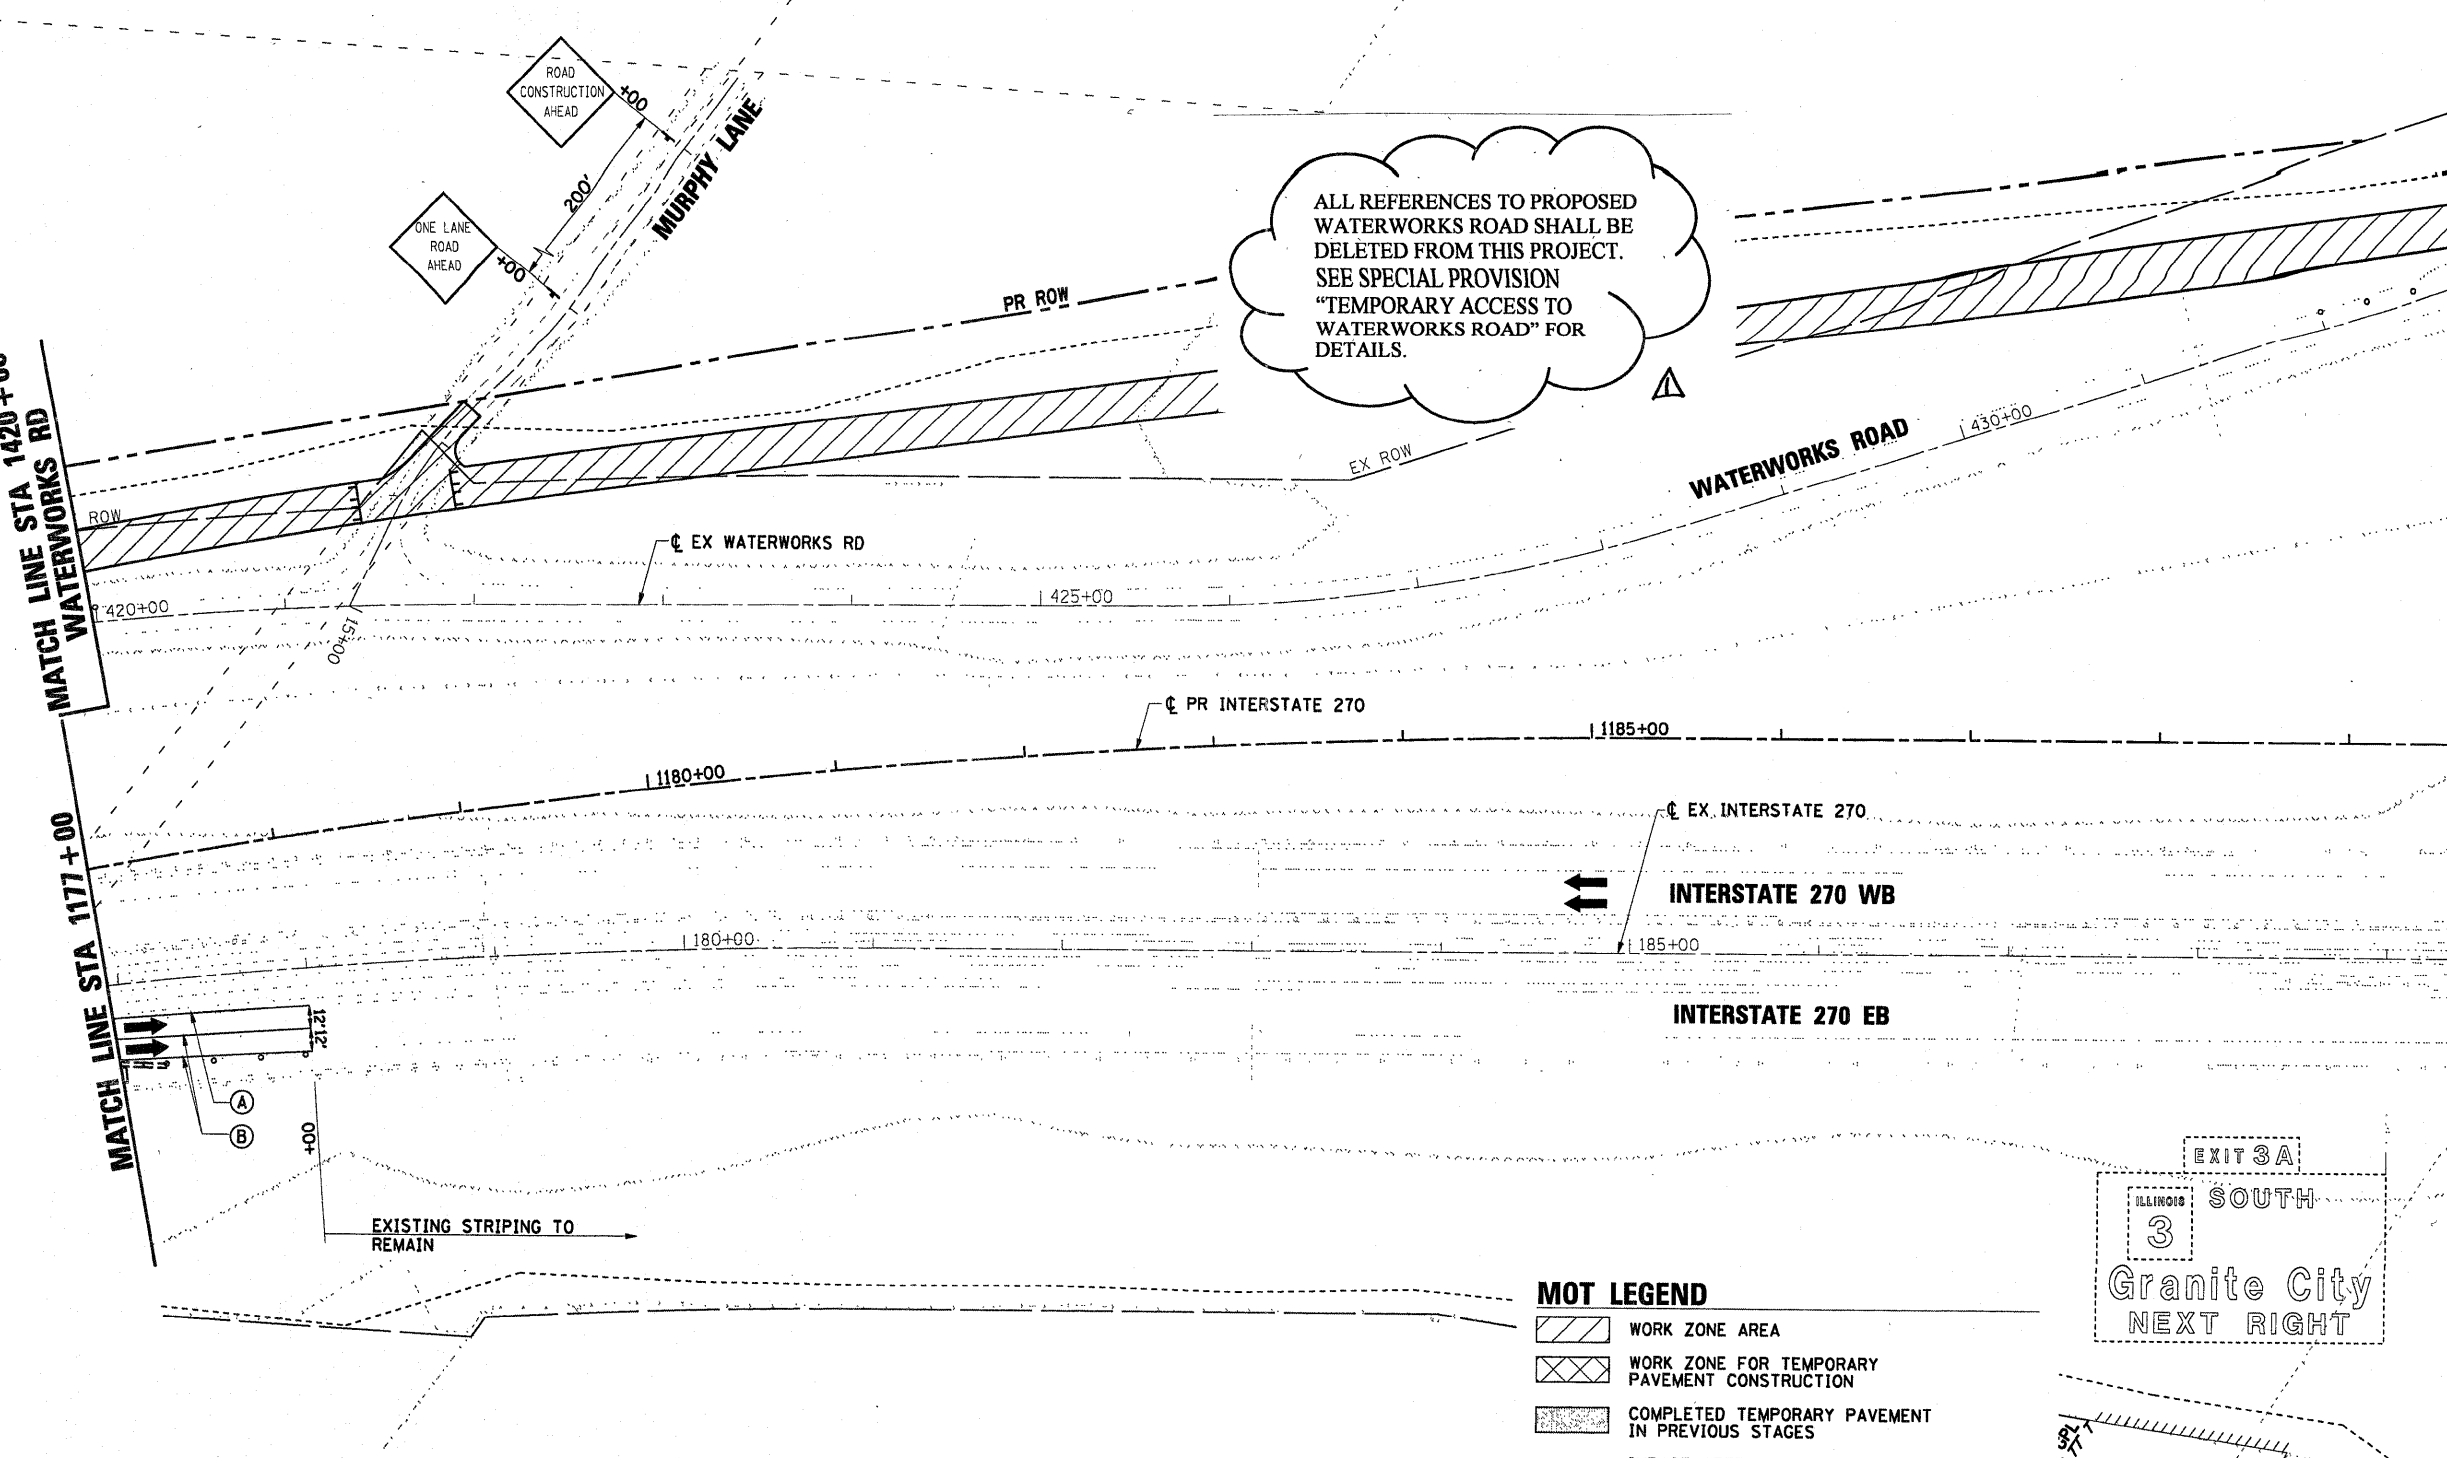 ROAD
CONSTRUCTION
AHEAD
+00
200'
MURPHY LANE
ONE LANE
ROAD
AHEAD
+00
ALL REFERENCES TO PROPOSED
WATERWORKS ROAD SHALL BE
DELETED FROM THIS PROJECT.
SEE SPECIAL PROVISION
“TEMPORARY ACCESS TO
WATERWORKS ROAD” FOR
DETAILS.
1
PR ROW
EX ROW
WATERWORKS ROAD
430+00
MATCH LINE STA 1420+00
WATERWORKS RD
ROW
℄ EX WATERWORKS RD
420+00
425+00
15+00
℄ PR INTERSTATE 270
1185+00
1180+00
℄ EX INTERSTATE 270
INTERSTATE 270 WB
180+00
185+00
INTERSTATE 270 EB
MATCH LINE STA 1177+00
12'
12'
A
B
+00
EXISTING STRIPING TO
REMAIN
EXIT 3A
ILLINOIS
3
SOUTH
Granite City
NEXT RIGHT
MOT LEGEND
WORK ZONE AREA
WORK ZONE FOR TEMPORARY
PAVEMENT CONSTRUCTION
COMPLETED TEMPORARY PAVEMENT
IN PREVIOUS STAGES